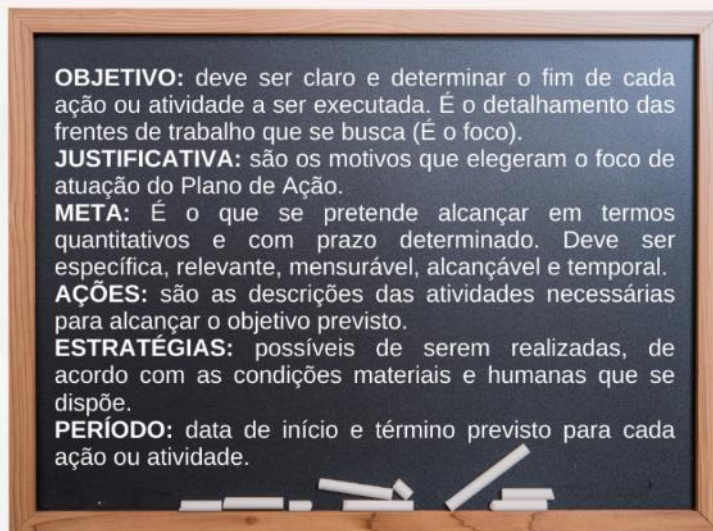 OBJETIVO: deve ser claro e determinar o fim de cada
ação ou atividade a ser executada. É o detalhamento das
frentes de trabalho que se busca (É o foco).
JUSTIFICATIVA: são os motivos que elegeram o foco de
atuação do Plano de Ação.
META: É o que se pretende alcançar em termos
quantitativos e com prazo determinado. Deve ser
específica, relevante, mensurável, alcançável e temporal.
AÇÕES: são as descrições das atividades necessárias
para alcançar o objetivo previsto.
ESTRATÉGIAS: possíveis de serem realizadas, de
acordo com as condições materiais e humanas que se
dispõe.
PERÍODO: data de início e término previsto para cada
ação ou atividade.